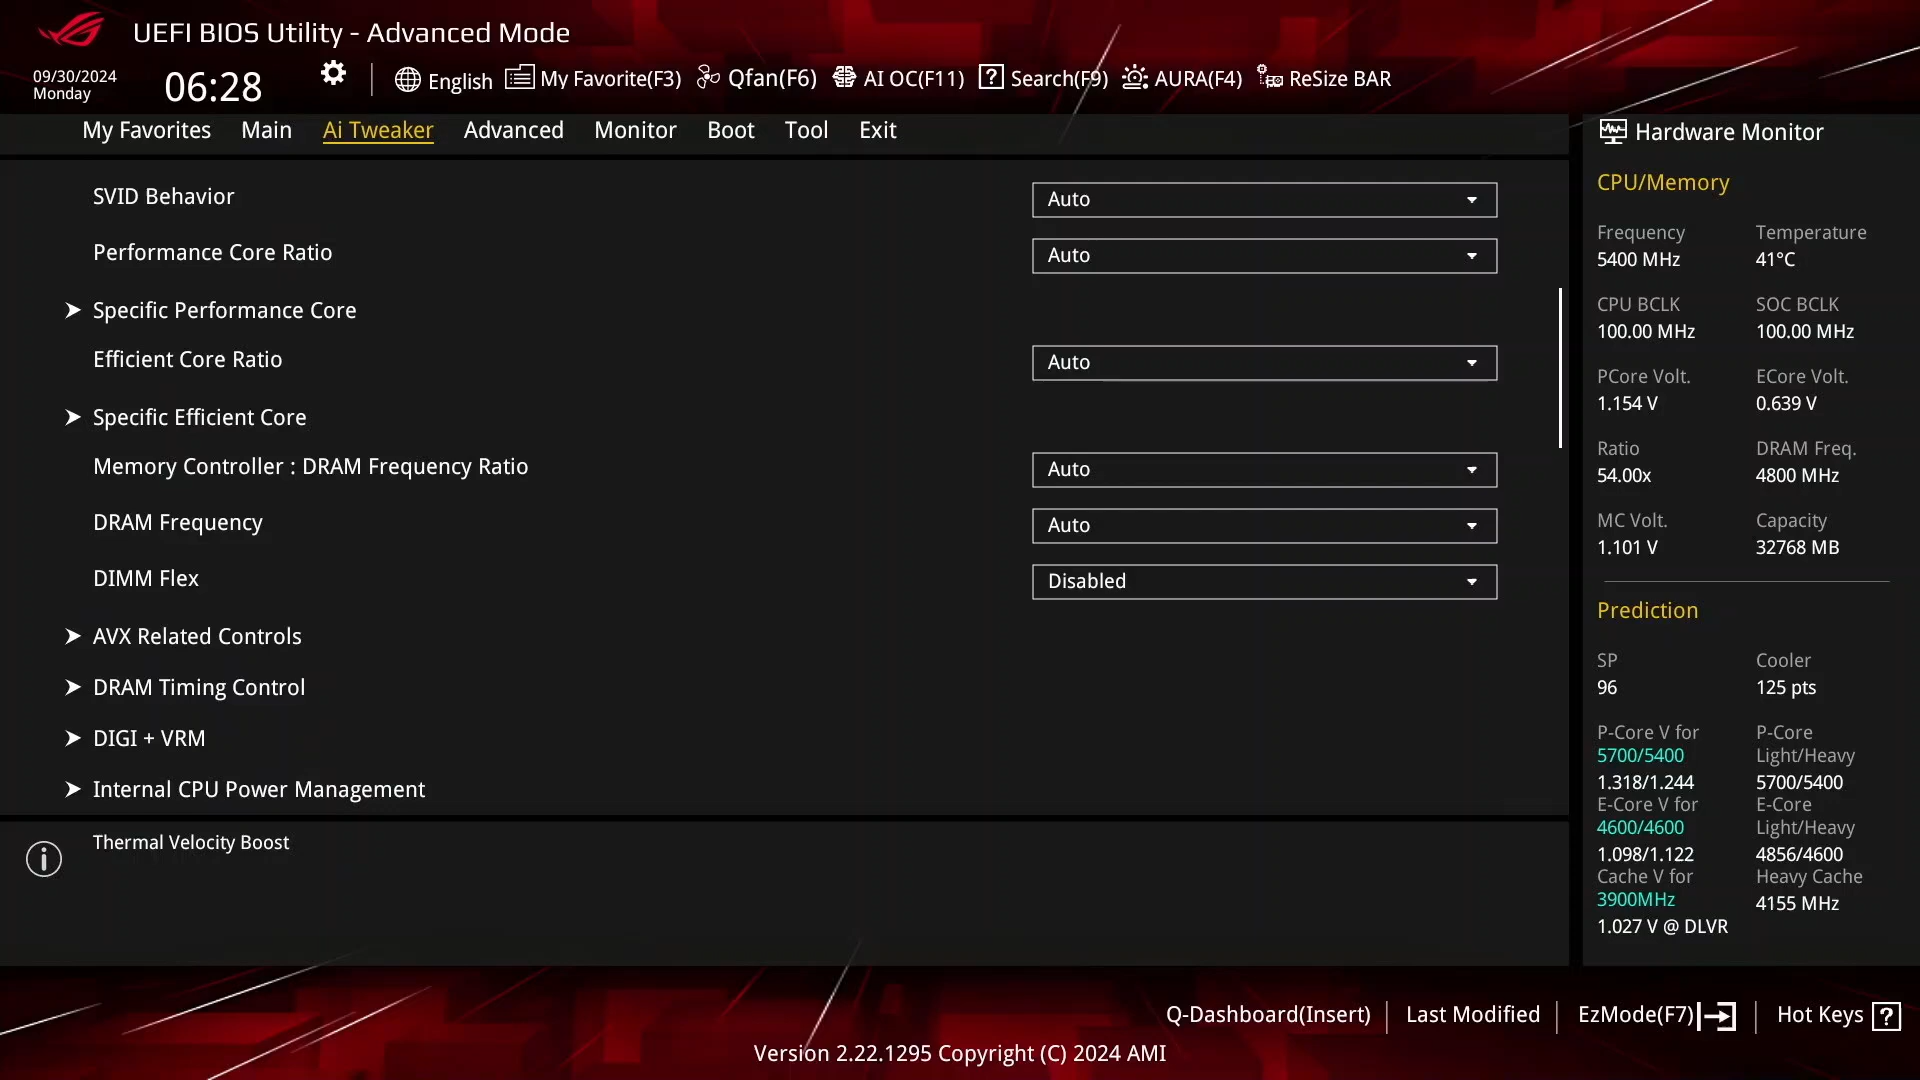 UEFI BIOS Utility - Advanced Mode
09/30/2024
Monday
06:28
English
My Favorite(F3)
Qfan(F6)
AI OC(F11)
Search(F9)
AURA(F4)
ReSize BAR
My Favorites
Main
Ai Tweaker
Advanced
Monitor
Boot
Tool
Exit
SVID Behavior
Auto
Performance Core Ratio
Auto
Specific Performance Core
Efficient Core Ratio
Auto
Specific Efficient Core
Memory Controller : DRAM Frequency Ratio
Auto
DRAM Frequency
Auto
DIMM Flex
Disabled
AVX Related Controls
DRAM Timing Control
DIGI + VRM
Internal CPU Power Management
Thermal Velocity Boost
Hardware Monitor
CPU/Memory
Frequency
5400 MHz
Temperature
41°C
CPU BCLK
100.00 MHz
SOC BCLK
100.00 MHz
PCore Volt.
1.154 V
ECore Volt.
0.639 V
Ratio
54.00x
DRAM Freq.
4800 MHz
MC Volt.
1.101 V
Capacity
32768 MB
Prediction
SP
96
Cooler
125 pts
P-Core V for
5700/5400
1.318/1.244
P-Core
Light/Heavy
5700/5400
E-Core V for
4600/4600
1.098/1.122
E-Core
Light/Heavy
4856/4600
Cache V for
3900MHz
1.027 V @ DLVR
Heavy Cache
4155 MHz
Q-Dashboard(Insert)
Last Modified
EzMode(F7)
Hot Keys ?
Version 2.22.1295 Copyright (C) 2024 AMI